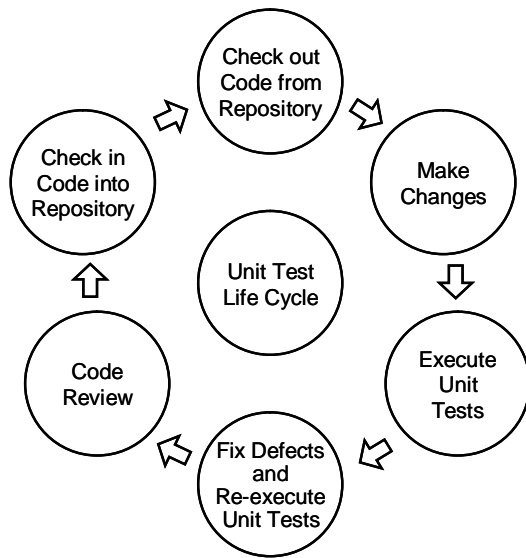 Check out
Code from
Repository
Make
Changes
Execute
Unit
Tests
Fix Defects
and
Re-execute
Unit Tests
Code
Review
Check in
Code into
Repository
Unit Test
Life Cycle